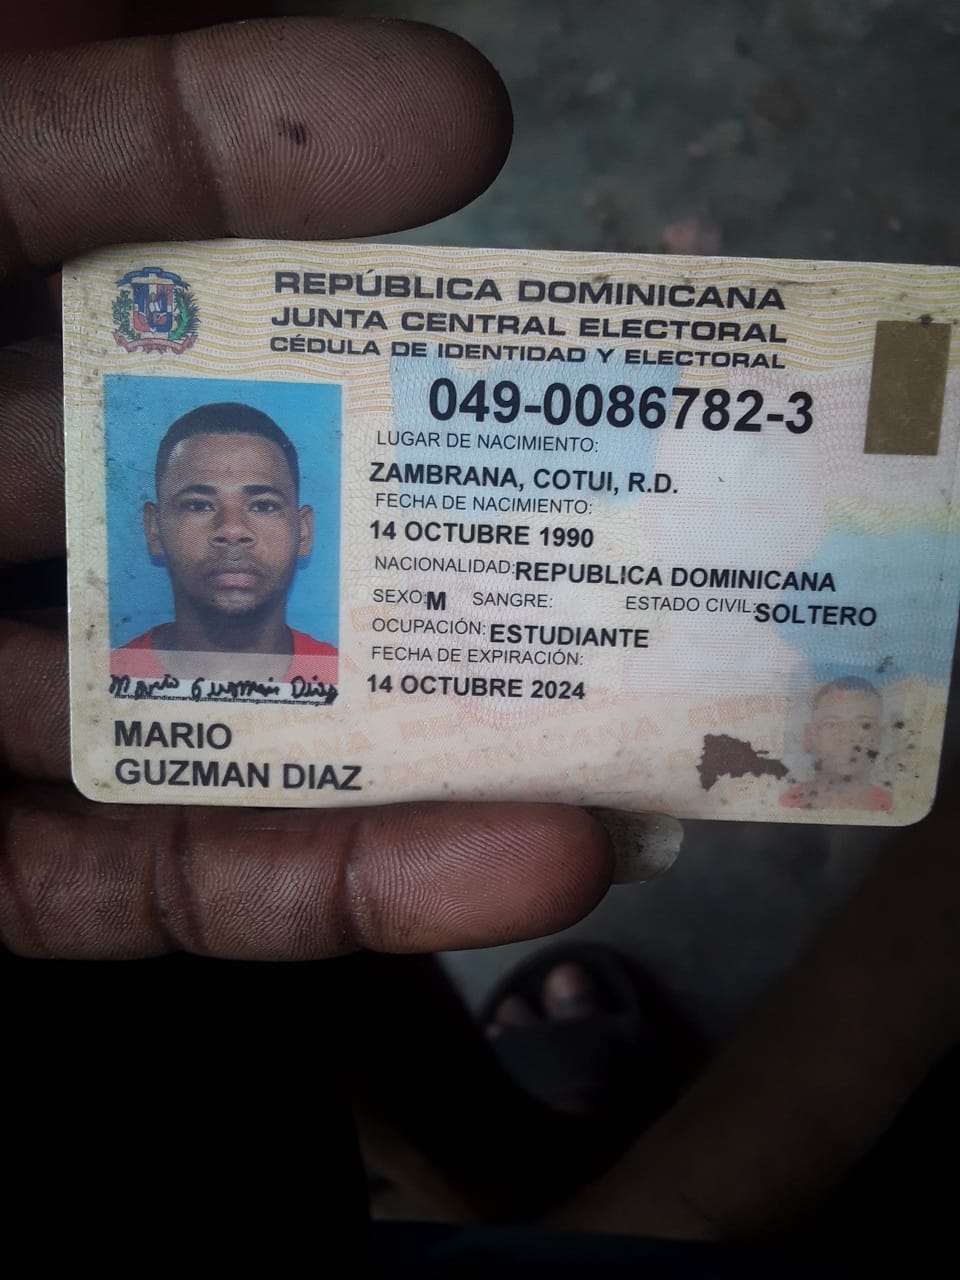 REPÚBLICA DOMINICANA
JUNTA CENTRAL ELECTORAL
CÉDULA DE IDENTIDAD Y ELECTORAL
049-0086782-3
LUGAR DE NACIMIENTO:
ZAMBRANA, COTUI, R.D.
FECHA DE NACIMIENTO:
14 OCTUBRE 1990
NACIONALIDAD: REPUBLICA DOMINICANA
SEXO: M SANGRE: ESTADO CIVIL: SOLTERO
OCUPACIÓN: ESTUDIANTE
FECHA DE EXPIRACIÓN:
14 OCTUBRE 2024
Mario Guzman Diaz
MARIO
GUZMAN DIAZ